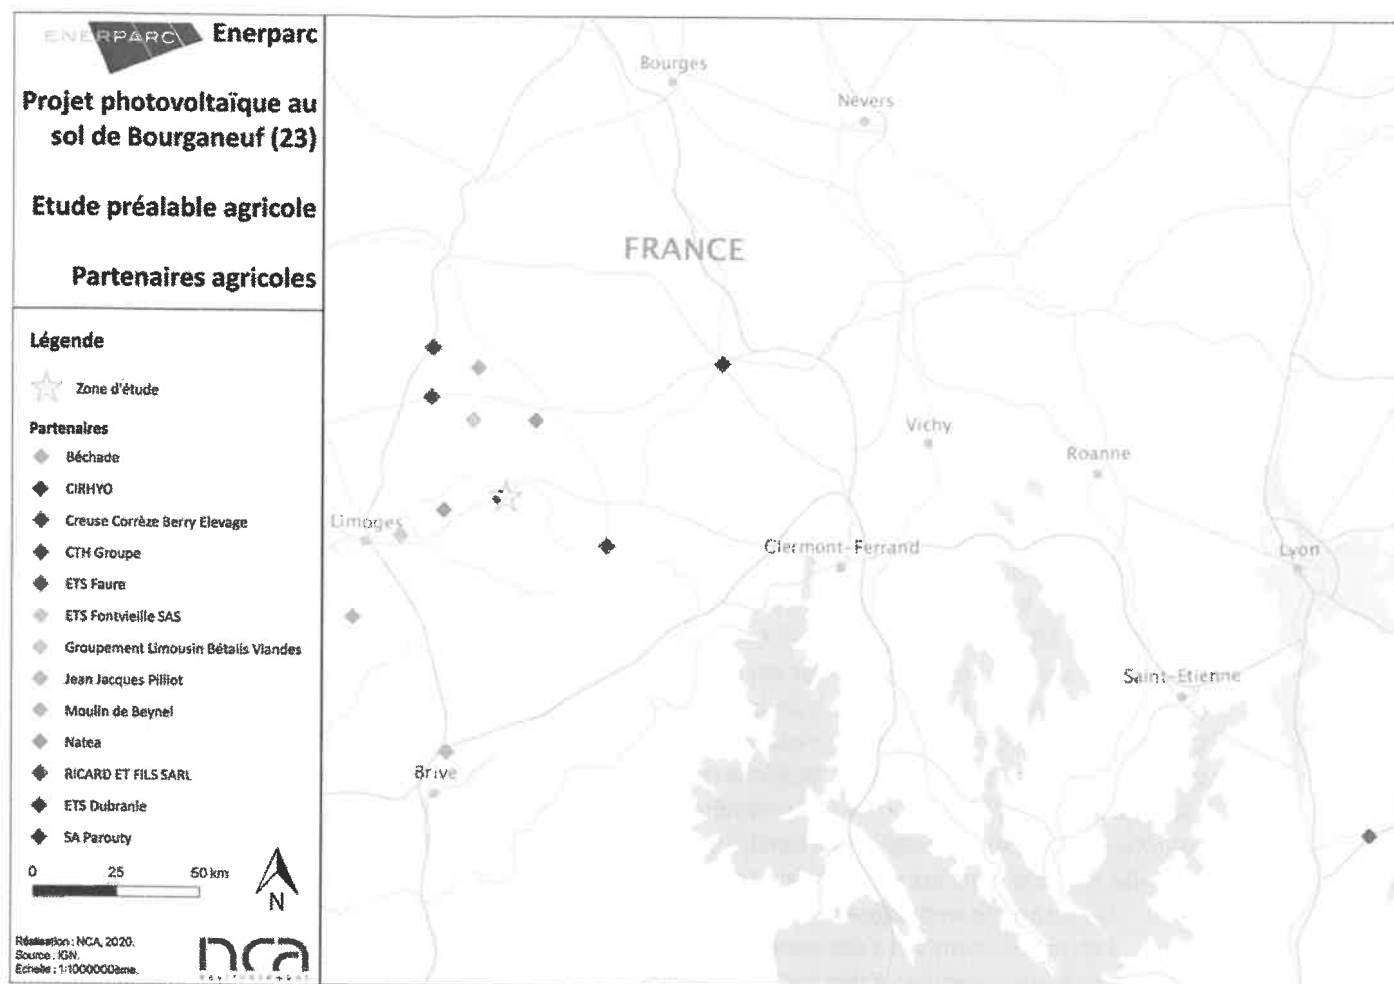 ENERPARC Enerparc
Projet photovoltaïque au
sol de Bourganeuf (23)
Etude préalable agricole
Partenaires agricoles
Légende
Zone d'étude
Partenaires
Béchade
CIRHYO
Creuse Corrèze Berry Elevage
CTH Groupe
ETS Faure
ETS Fontvieille SAS
Groupement Limousin Bétails Viandes
Jean Jacques Pilliot
Moulin de Beynel
Natea
RICARD ET FILS SARL
ETS Dubranle
SA Parouty
0 25 50 km
N
Réalisation : NCA, 2020.
Source : IGN.
Echelle : 1:1000000ème.
nca
ENVIRONNEMENT
Bourges
Nevers
FRANCE
Vichy
Roanne
Limoges
Clermont-Ferrand
Lyon
Saint-Etienne
Brive